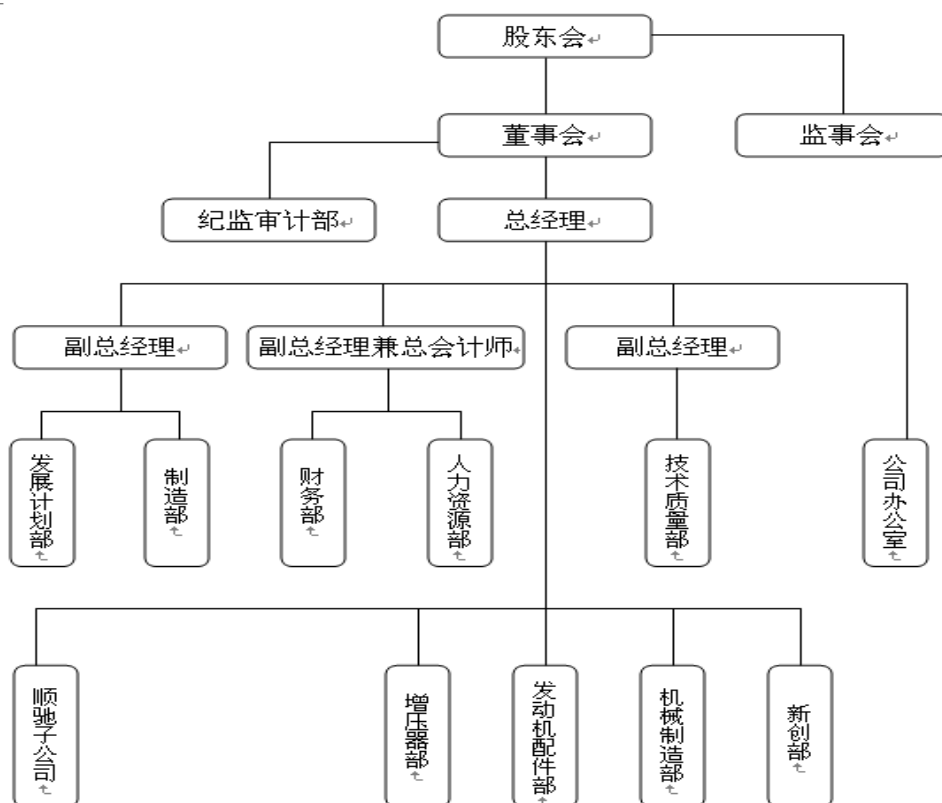 股东会
董事会
监事会
纪监审计部
总经理
副总经理
副总经理兼总会计师
副总经理
发展计划部
制造部
财务部
人力资源部
技术质量部
公司办公室
顺驰子公司
增压器部
发动机配件部
机械制造部
新创部